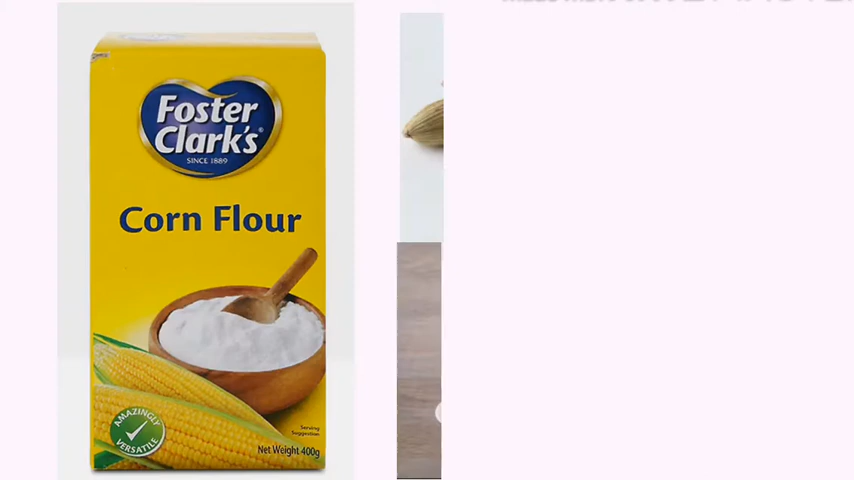 Foster
Clark's®
SINCE 1889
Corn Flour
AMAZINGLY
VERSATILE
Serving
Suggestion
Net Weight 400g